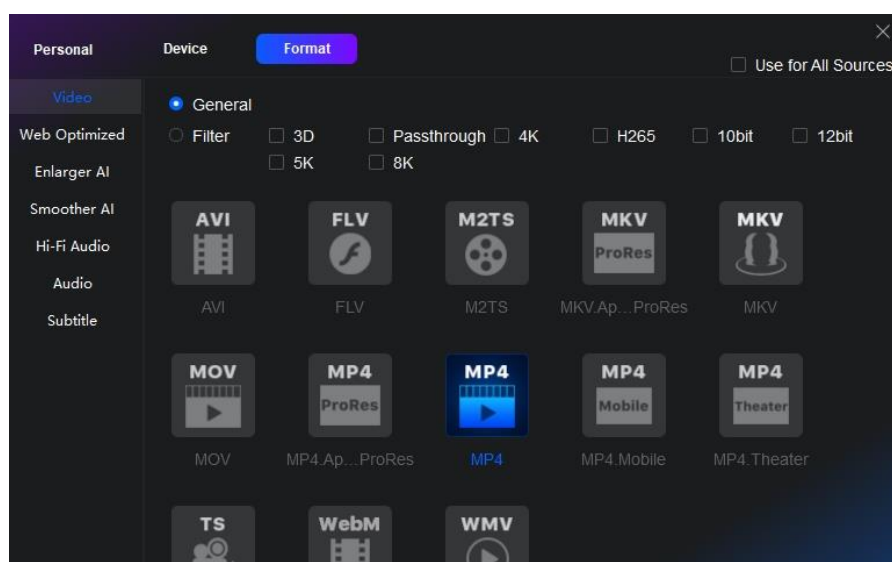 Personal Device Format
Use for All Sources
Video
Web Optimized
Enlarger AI
Smoother AI
Hi-Fi Audio
Audio
Subtitle
General
Filter 3D Passthrough 4K H265 10bit 12bit
5K 8K
AVI FLV M2TS MKV MKV
ProRes
AVI FLV M2TS MKV.Ap...ProRes MKV
MOV MP4 MP4 MP4 MP4
ProRes Mobile Theater
MOV MP4.Ap...ProRes MP4 MP4.Mobile MP4.Theater
TS WebM WMV